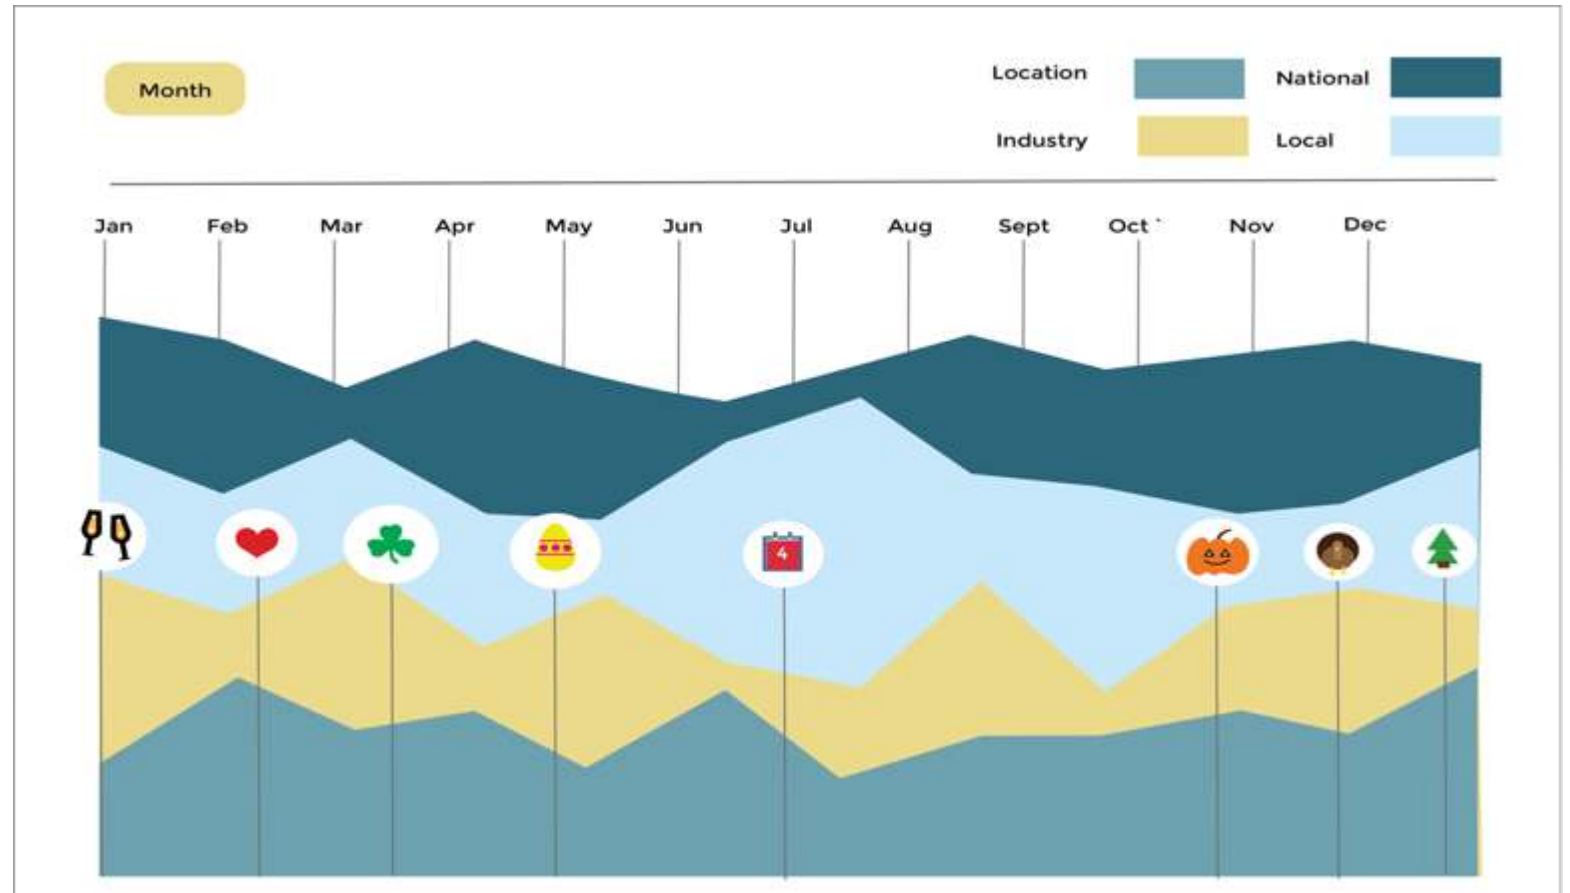 Month
Location
National
Industry
Local
Jan Feb Mar Apr May Jun Jul Aug Sept Oct ` Nov Dec
4